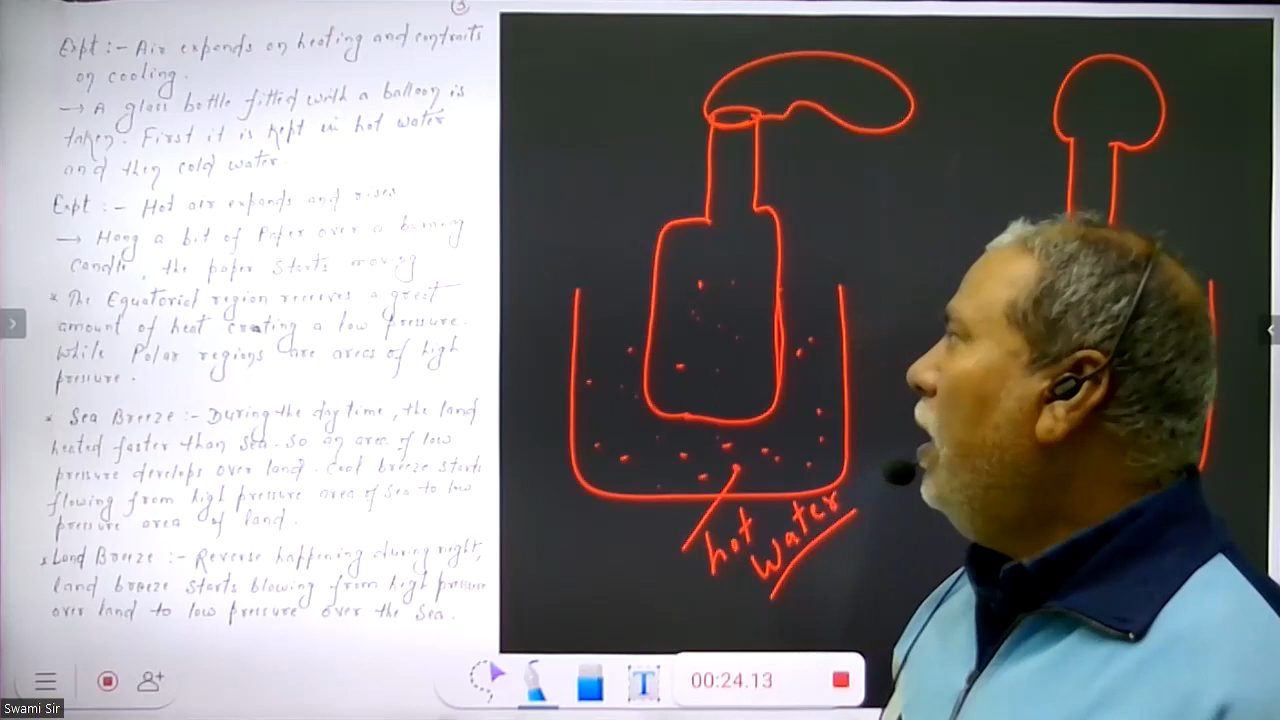 3
Expt :- Air expands on heating and contracts
on cooling.
→ A glass bottle fitted with a balloon is
taken. First it is kept in hot water
and then cold water.
Expt :- Hot air expands and rises
→ Hang a bit of Paper over a burning
candle, the paper starts moving
* The Equatorial region receives a great
amount of heat creating a low pressure.
while Polar regions are areas of high
pressure.
* Sea Breeze :- During the day time, the land
heated faster than sea. So an area of low
pressure develops over land. Cool breeze starts
flowing from high pressure area of sea to low
pressure area of land.
* Land Breeze :- Reverse happening during night,
land breeze starts blowing from high pressure
over land to low pressure over the sea.
hot
water
T
00:24.13
Swami Sir